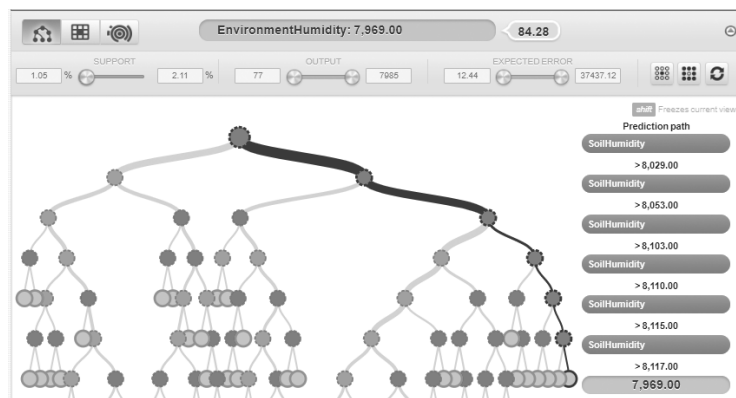 EnvironmentHumidity: 7,969.00 84.28
SUPPORT OUTPUT EXPECTED ERROR
1.05 % 2.11 % 77 7985 12.44 37437.12
shift Freezes current view
Prediction path
SoilHumidity
> 8,029.00
SoilHumidity
> 8,053.00
SoilHumidity
> 8,103.00
SoilHumidity
> 8,110.00
SoilHumidity
> 8,115.00
SoilHumidity
> 8,117.00
7,969.00